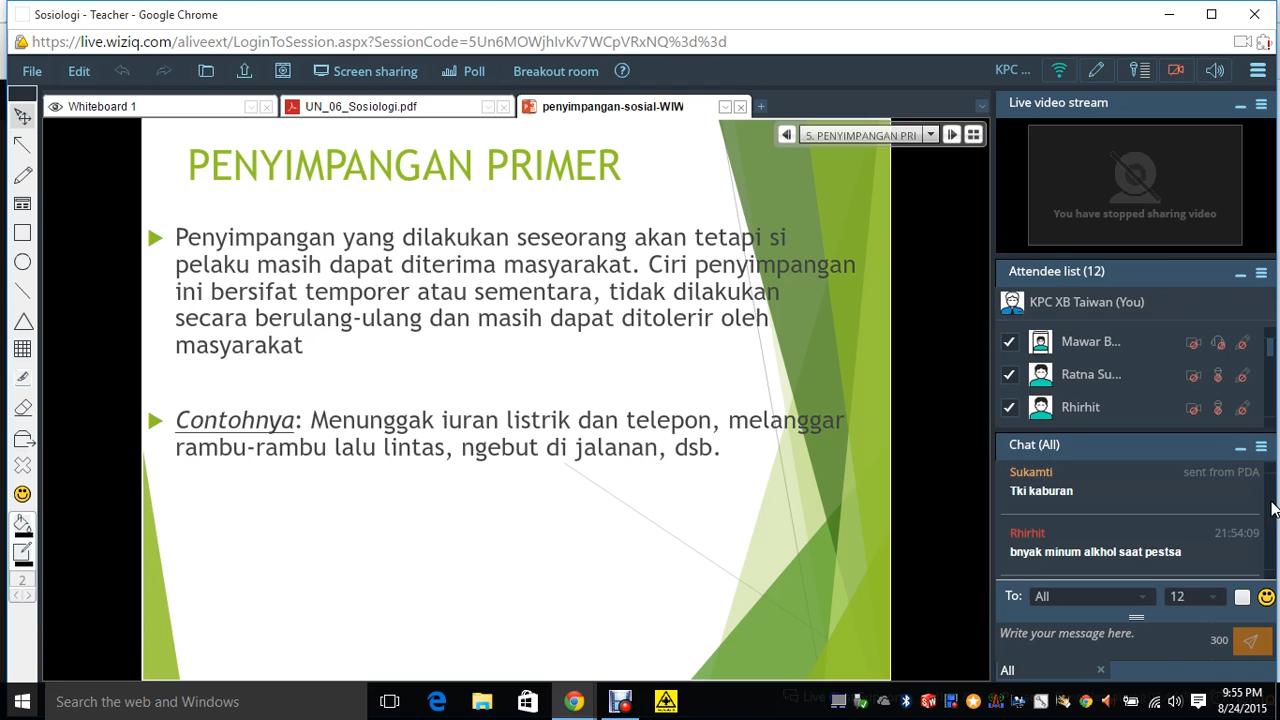 Sosiologi - Teacher - Google Chrome
https://live.wiziq.com/aliveext/LoginToSession.aspx?SessionCode=5Un6MOWjhIvKv7WCpVRxNQ%3d%3d
File Edit Screen sharing Poll Breakout room KPC ...
Whiteboard 1 UN_06_Sosiologi.pdf penyimpangan-sosial-WIW
5. PENYIMPANGAN PRI
PENYIMPANGAN PRIMER
Penyimpangan yang dilakukan seseorang akan tetapi si
pelaku masih dapat diterima masyarakat. Ciri penyimpangan
ini bersifat temporer atau sementara, tidak dilakukan
secara berulang-ulang dan masih dapat ditolerir oleh
masyarakat
Contohnya: Menunggak iuran listrik dan telepon, melanggar
rambu-rambu lalu lintas, ngebut di jalanan, dsb.
2
Live video stream
You have stopped sharing video
Attendee list (12)
KPC XB Taiwan (You)
Mawar B...
Ratna Su...
Rhirhit
Chat (All)
Sukamti sent from PDA
Tki kaburan
Rhirhit 21:54:09
bnyak minum alkhol saat pestsa
To: All 12
Write your message here. 300
All
Search the web and Windows
9:55 PM
8/24/2015